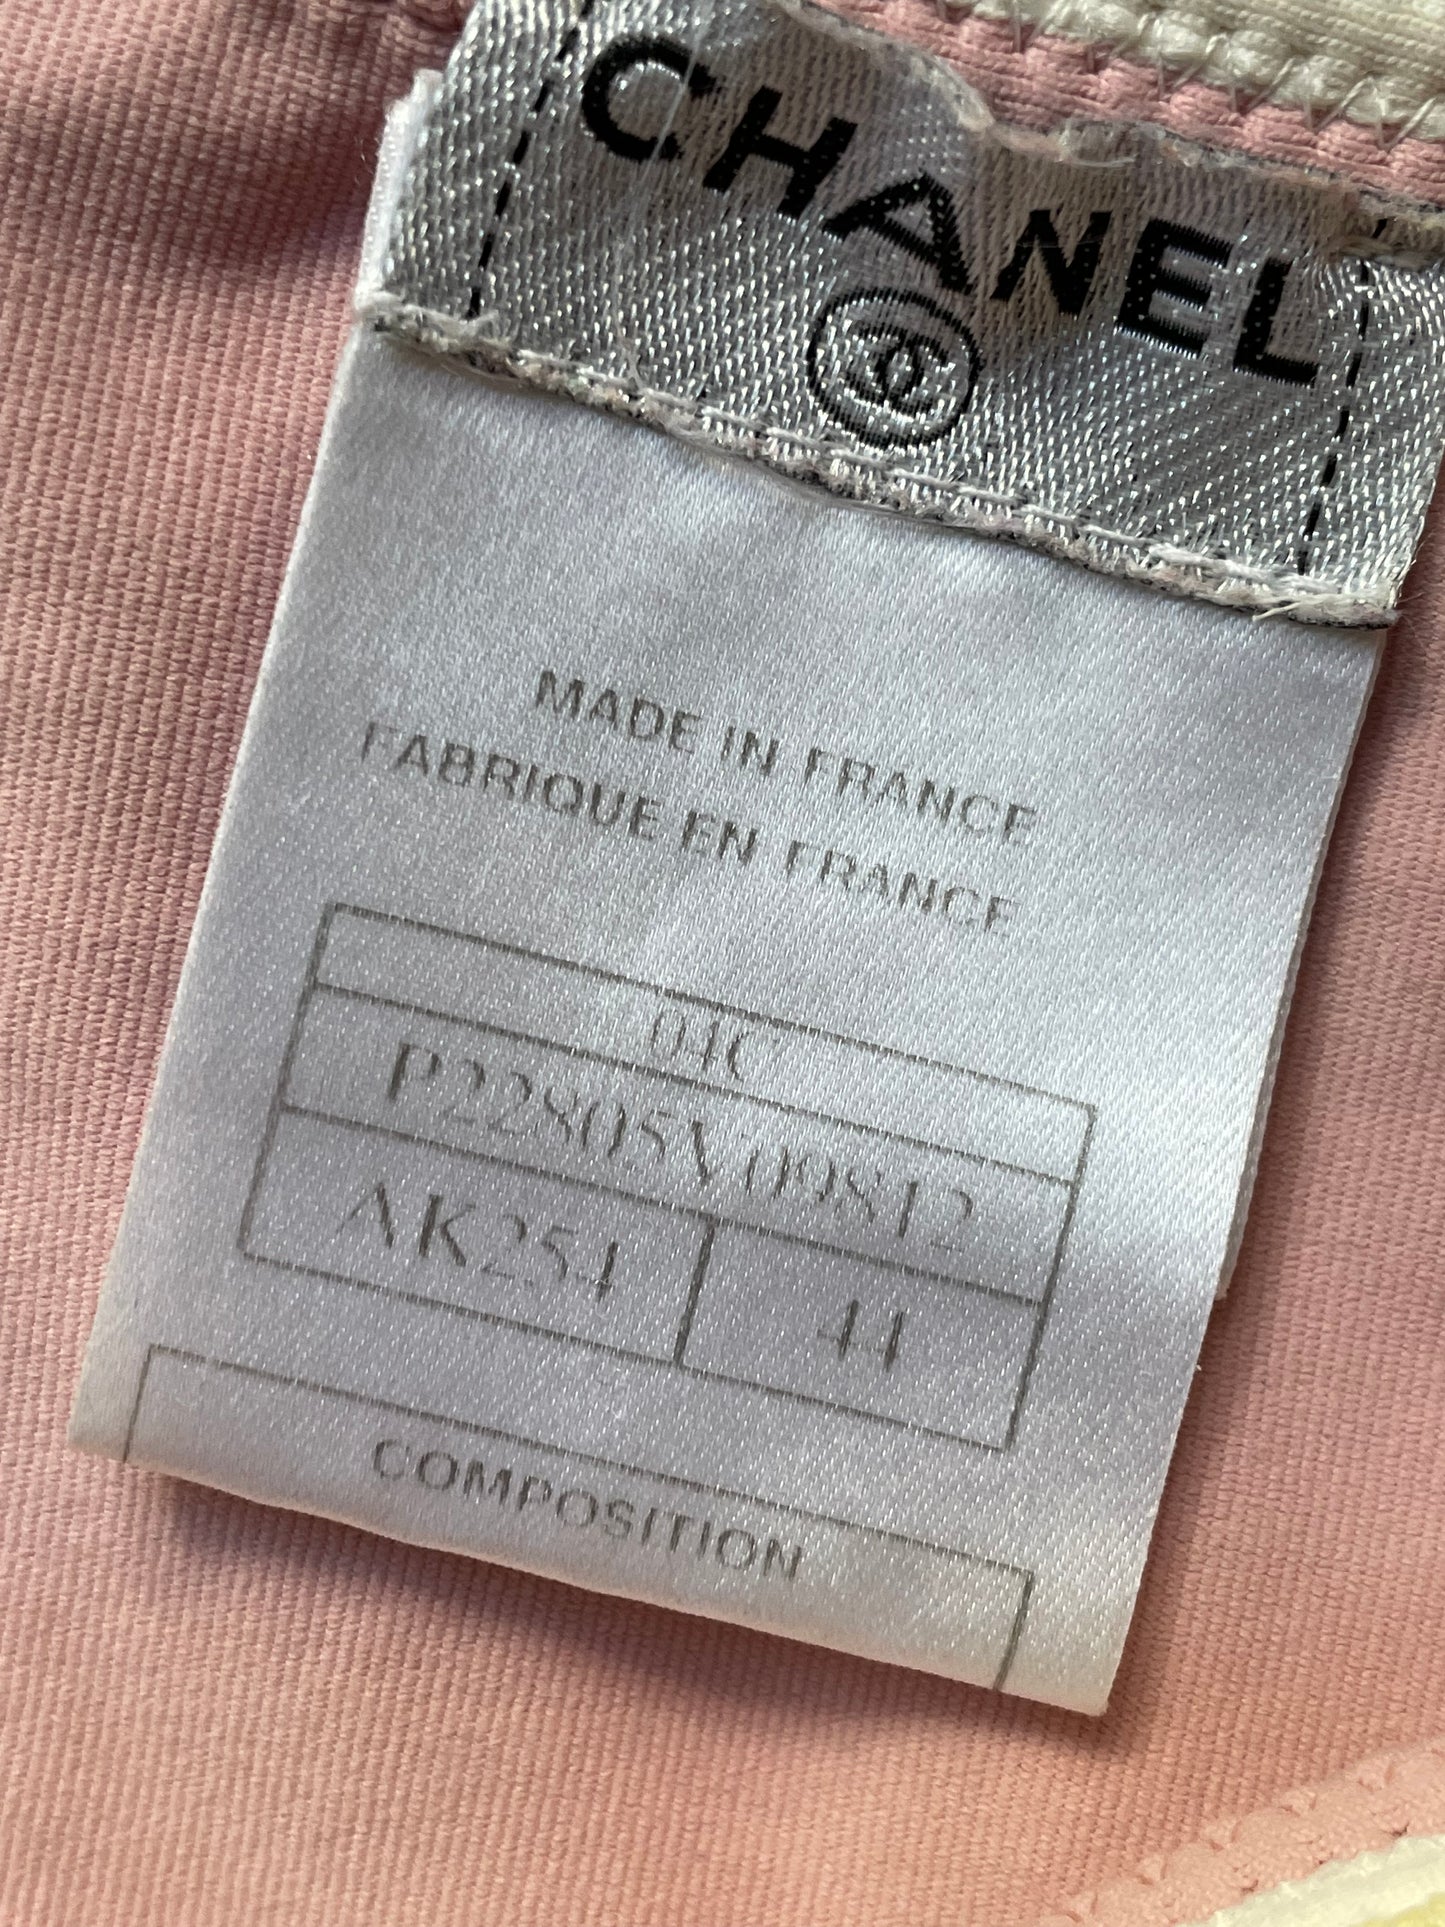 CHANEL
MADE IN FRANCE
FABRIQUE EN FRANCE
04C
P22805V09812
AK254 44
COMPOSITION